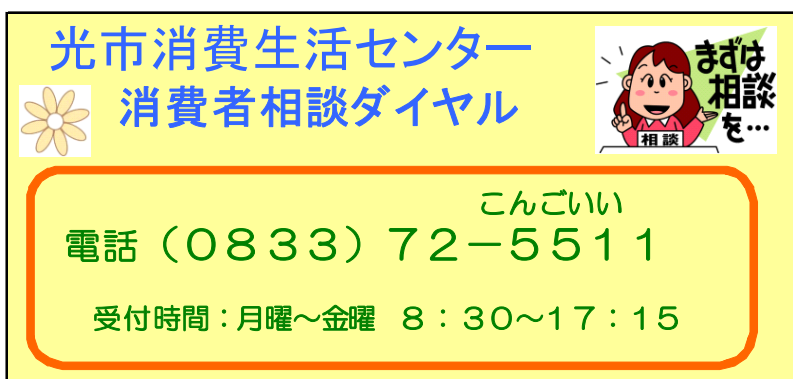 光市消費生活センター
消費者相談ダイヤル
まずは
相談
を…
相談
こんごいい
電話（０８３３）７２－５５１１
受付時間：月曜～金曜　８：３０～１７：１５